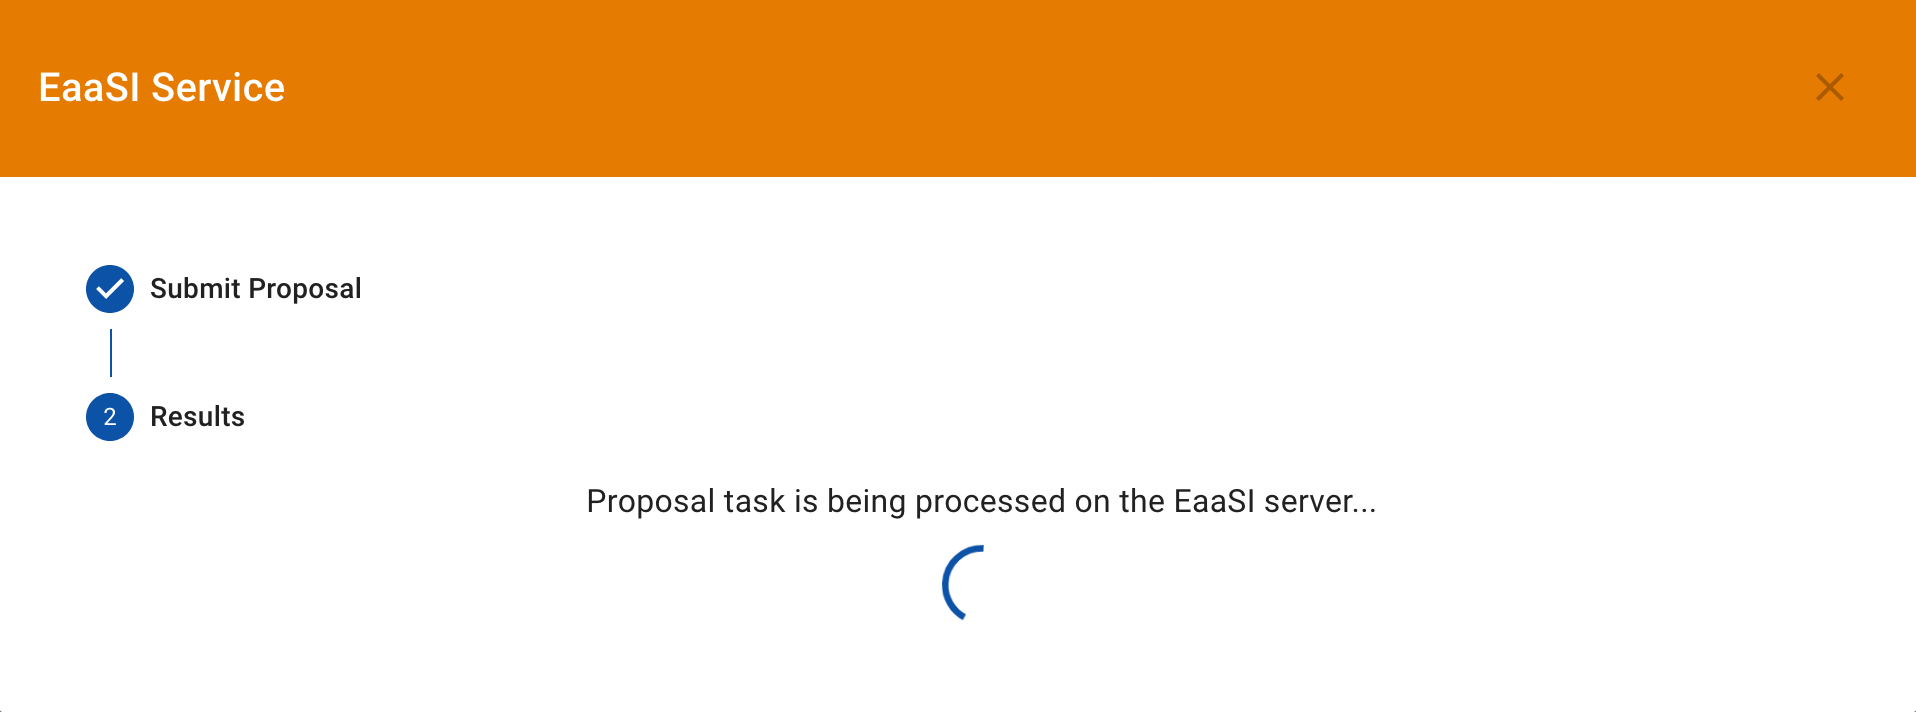 EaaSI Service
Submit Proposal
2 Results
Proposal task is being processed on the EaaSI server...